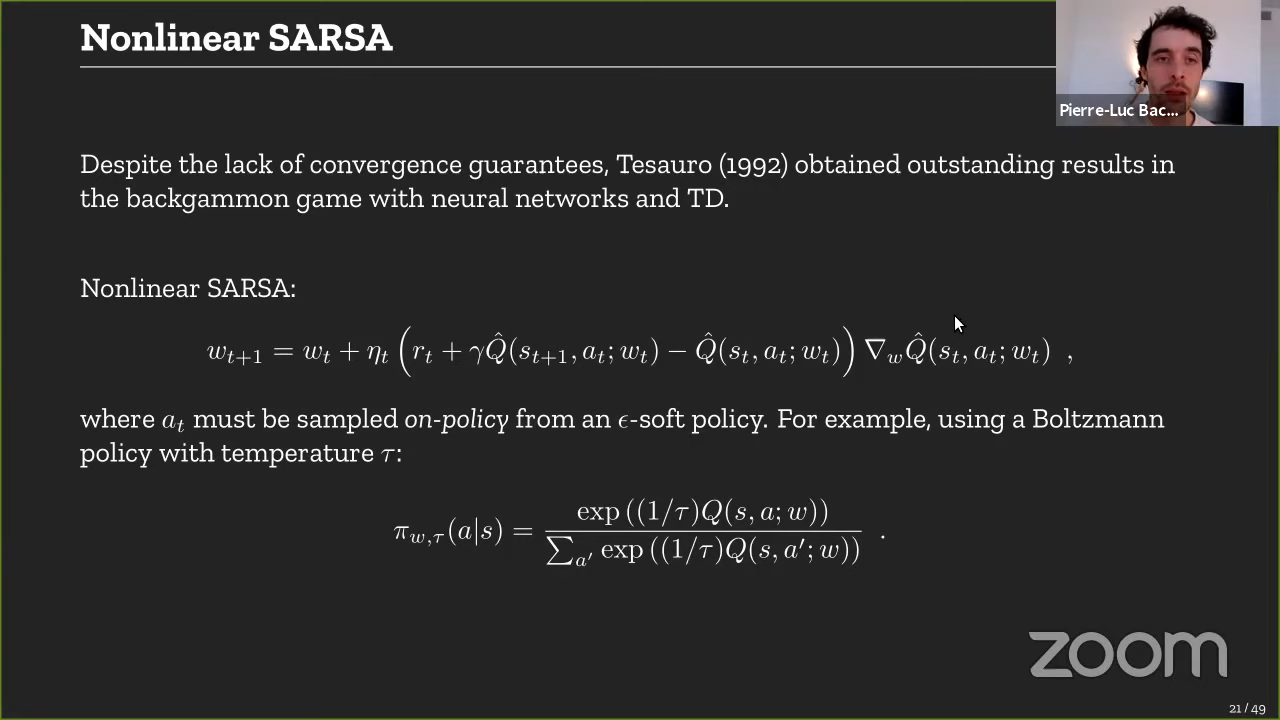 Nonlinear SARSA
Pierre-Luc Bac...
Despite the lack of convergence guarantees, Tesauro (1992) obtained outstanding results in
the backgammon game with neural networks and TD.
Nonlinear SARSA:
w_{t+1} = w_t + η_t (r_t + γQ̂(s_{t+1}, a_t; w_t) − Q̂(s_t, a_t; w_t)) ∇_w Q̂(s_t, a_t; w_t) ,
where a_t must be sampled on-policy from an ϵ-soft policy. For example, using a Boltzmann
policy with temperature τ:
π_{w,τ}(a|s) = exp ((1/τ)Q(s, a; w)) / ∑_{a′} exp ((1/τ)Q(s, a′; w)) .
zoom
21 / 49